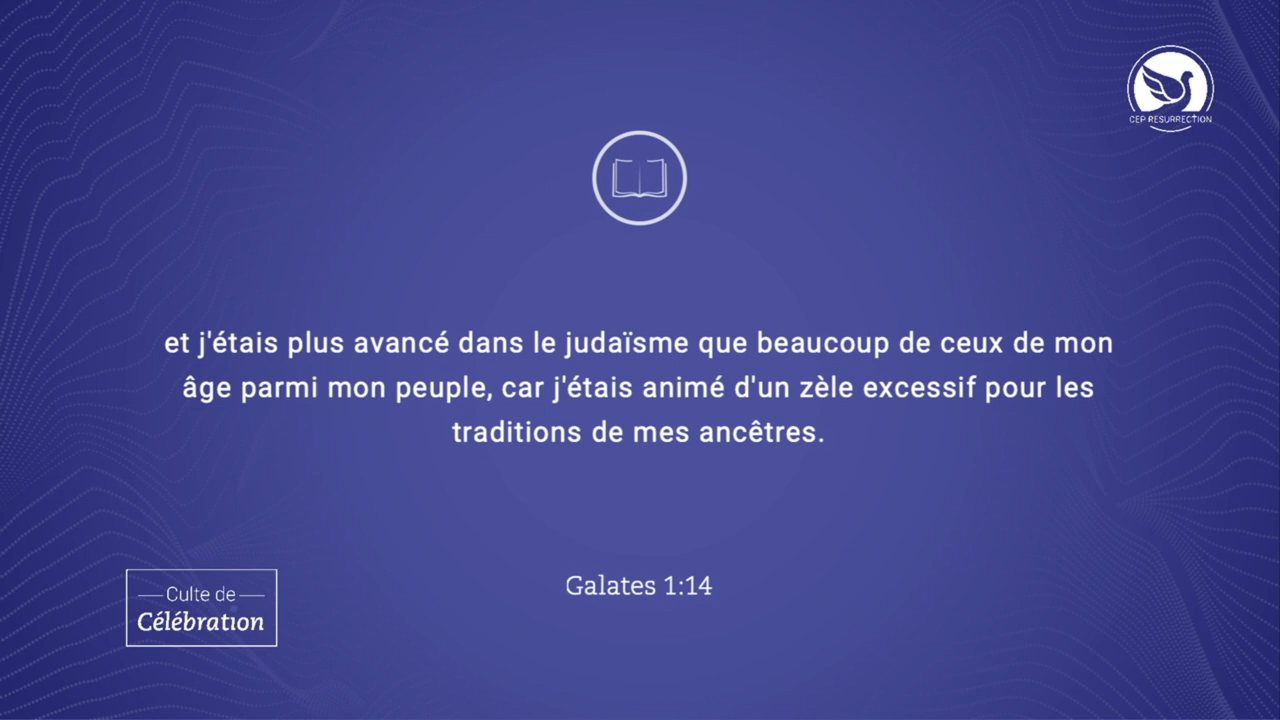 CEP RESURRECTION
et j'étais plus avancé dans le judaïsme que beaucoup de ceux de mon
âge parmi mon peuple, car j'étais animé d'un zèle excessif pour les
traditions de mes ancêtres.
Galates 1:14
Culte de
Célébration